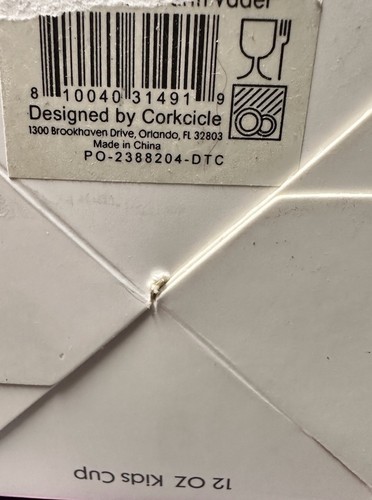 Vader
8 10040 31491 9
Designed by Corkcicle
1300 Brookhaven Drive, Orlando, FL 32803
Made in China
PO-2388204-DTC
12 OZ Kids Cup